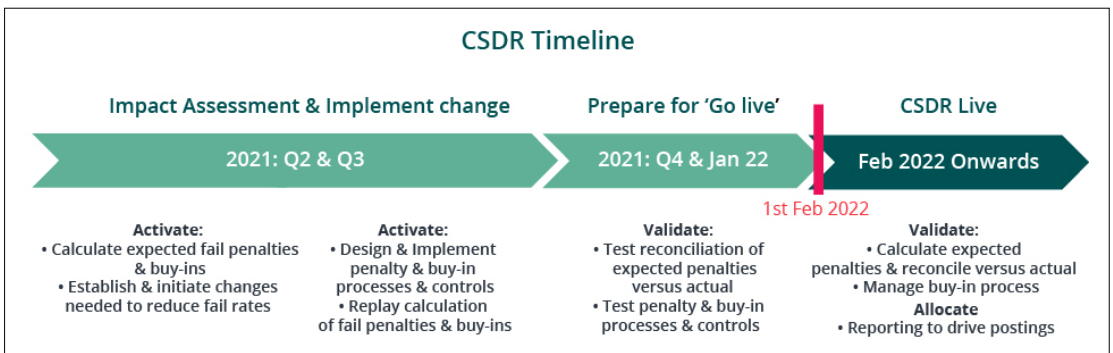 CSDR Timeline
Impact Assessment & Implement change
Prepare for ‘Go live’
CSDR Live
2021: Q2 & Q3
2021: Q4 & Jan 22
Feb 2022 Onwards
1st Feb 2022
Activate:
• Calculate expected fail penalties
& buy-ins
• Establish & initiate changes
needed to reduce fail rates
Activate:
• Design & Implement
penalty & buy-in
processes & controls
• Replay calculation
of fail penalties & buy-ins
Validate:
• Test reconciliation of
expected penalties
versus actual
• Test penalty & buy-in
processes & controls
Validate:
• Calculate expected
penalties & reconcile versus actual
• Manage buy-in process
Allocate
• Reporting to drive postings